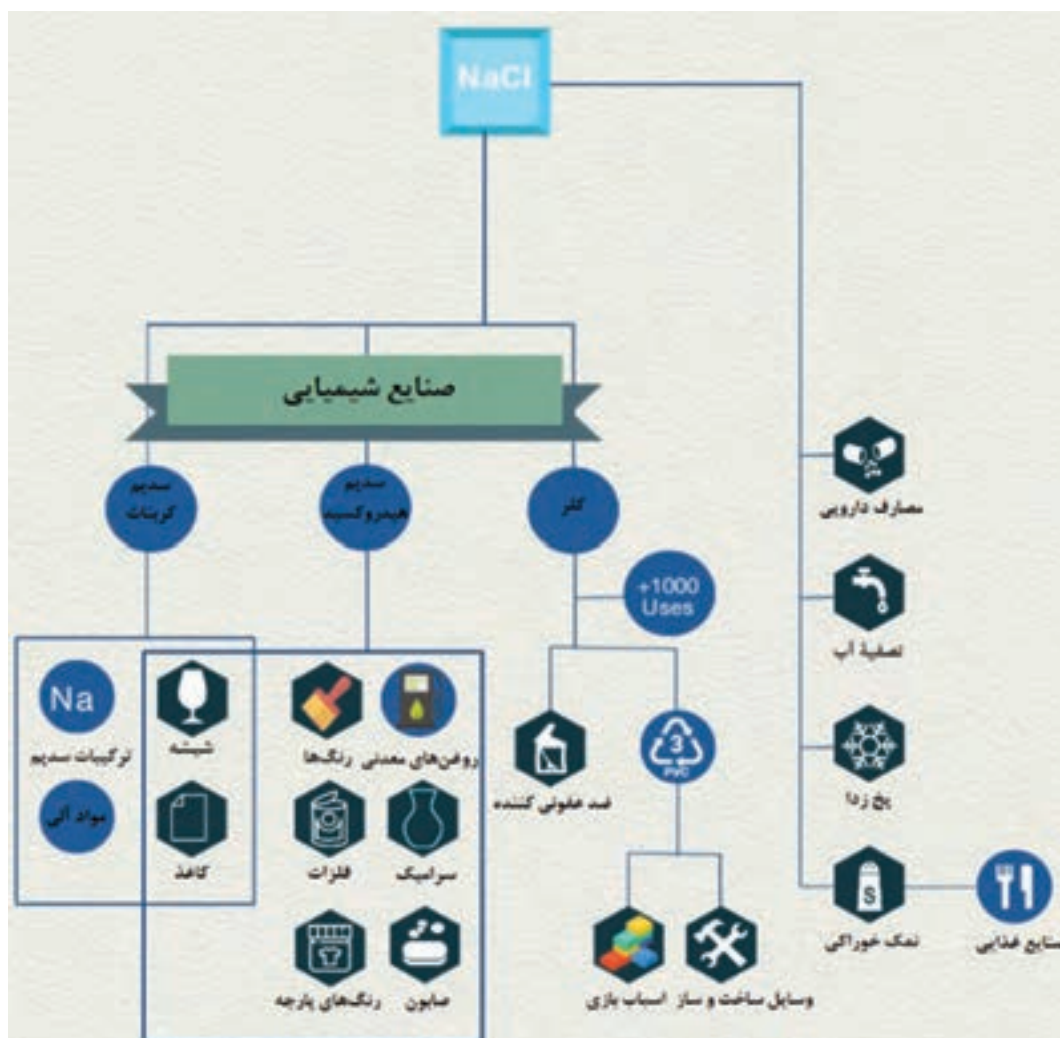 NaCl
صنایع شیمیایی
سدیم
کربنات
سدیم
هیدروکسید
کلر
+1000
Uses
مصارف دارویی
تصفیهٔ آب
یخ زدا
نمک خوراکی
صنایع غذایی
Na
ترکیبات سدیم
مواد آلی
شیشه
کاغذ
رنگ‌ها
روغن‌های معدنی
فلزات
سرامیک
رنگ‌های پارچه
صابون
ضد عفونی کننده
3
PVC
اسباب بازی
وسایل ساخت و ساز
S